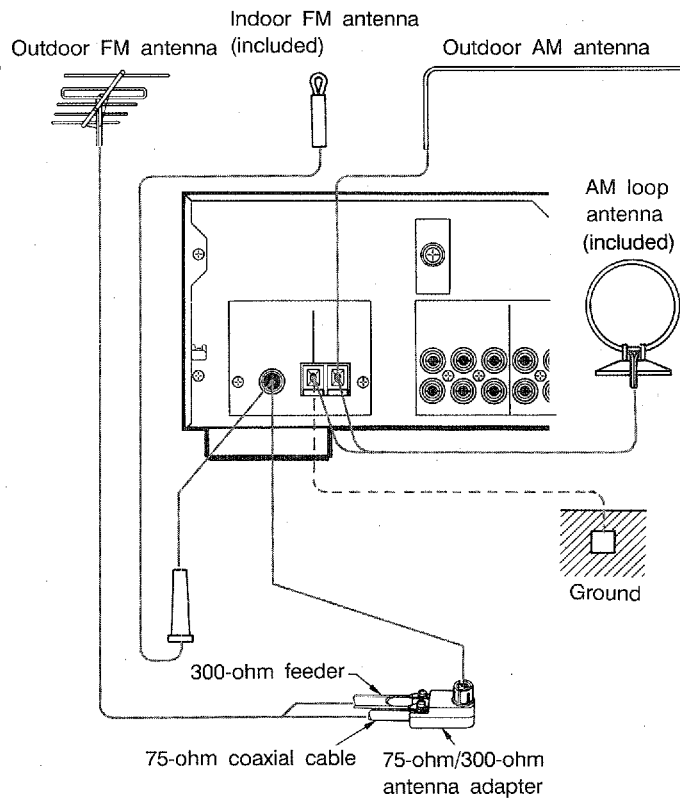 Indoor FM antenna
(included)
Outdoor FM antenna
Outdoor AM antenna
AM loop
antenna
(included)
Ground
300-ohm feeder
75-ohm coaxial cable
75-ohm/300-ohm
antenna adapter